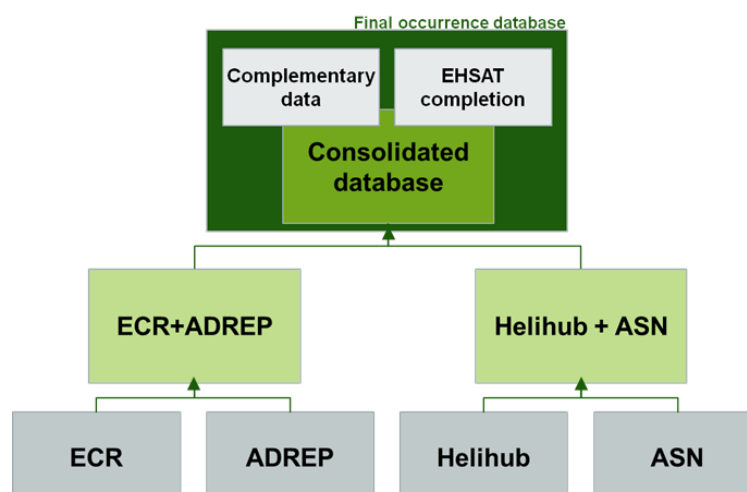 Final occurrence database
Complementary
data
EHSAT
completion
Consolidated
database
ECR+ADREP
Helihub + ASN
ECR
ADREP
Helihub
ASN